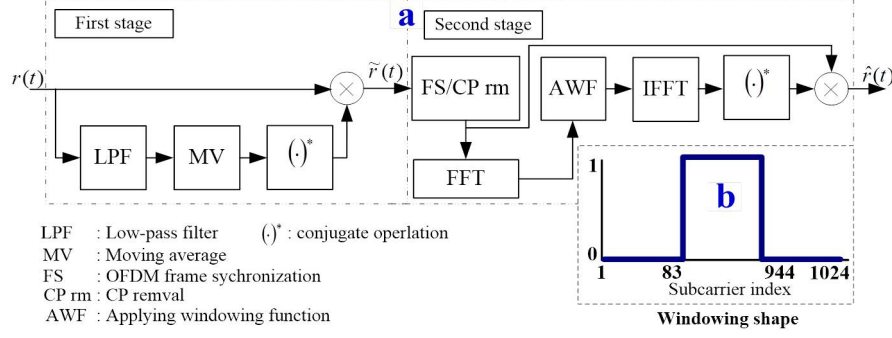 First stage
a
Second stage
r(t)
r̃(t)
r̂(t)
FS/CP rm
AWF
IFFT
(·)*
LPF
MV
(·)*
FFT
LPF : Low-pass filter
(·)* : conjugate operlation
MV : Moving average
FS : OFDM frame sychronization
CP rm : CP remval
AWF : Applying windowing function
1
b
0
1 83 944 1024
Subcarrier index
Windowing shape